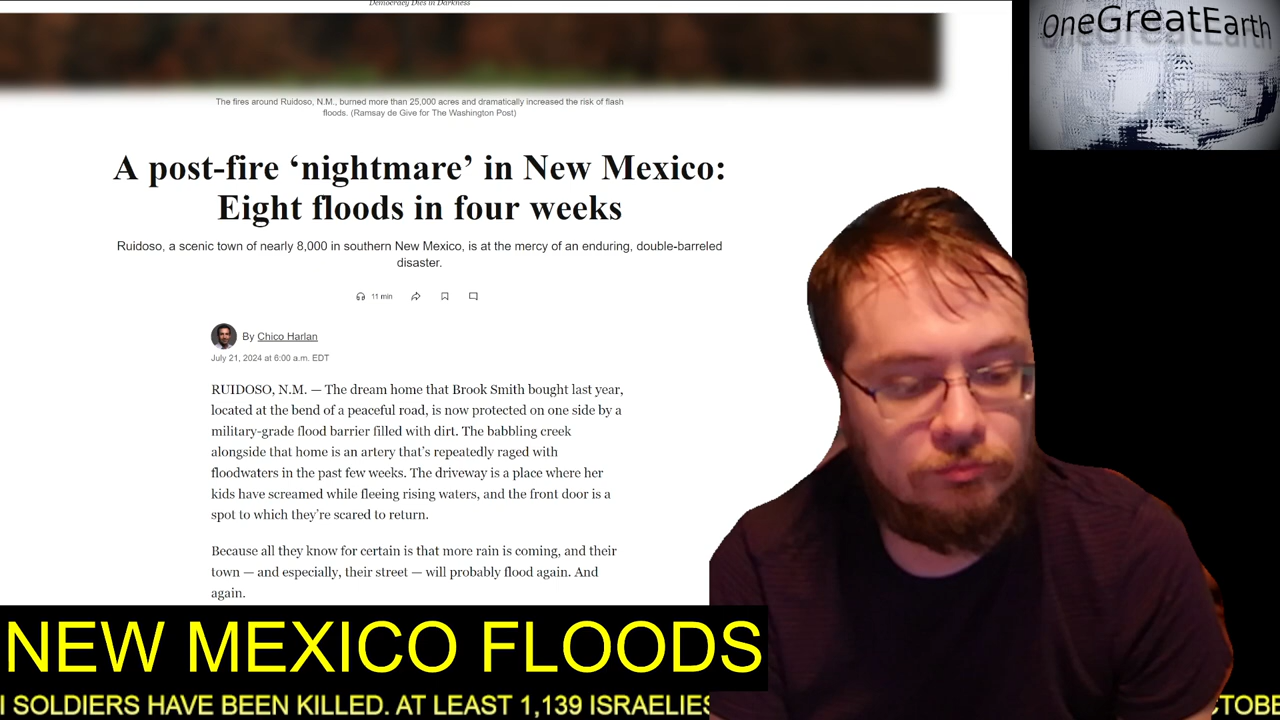 Democracy Dies in Darkness
OneGreatEarth
The fires around Ruidoso, N.M., burned more than 25,000 acres and dramatically increased the risk of flash
floods. (Ramsay de Give for The Washington Post)
A post-fire ‘nightmare’ in New Mexico:
Eight floods in four weeks
Ruidoso, a scenic town of nearly 8,000 in southern New Mexico, is at the mercy of an enduring, double-barreled
disaster.
11 min
By Chico Harlan
July 21, 2024 at 6:00 a.m. EDT
RUIDOSO, N.M. — The dream home that Brook Smith bought last year,
located at the bend of a peaceful road, is now protected on one side by a
military-grade flood barrier filled with dirt. The babbling creek
alongside that home is an artery that’s repeatedly raged with
floodwaters in the past few weeks. The driveway is a place where her
kids have screamed while fleeing rising waters, and the front door is a
spot to which they’re scared to return.
Because all they know for certain is that more rain is coming, and their
town — and especially, their street — will probably flood again. And
again.
NEW MEXICO FLOODS
I SOLDIERS HAVE BEEN KILLED. AT LEAST 1,139 ISRAELIES CTOBE